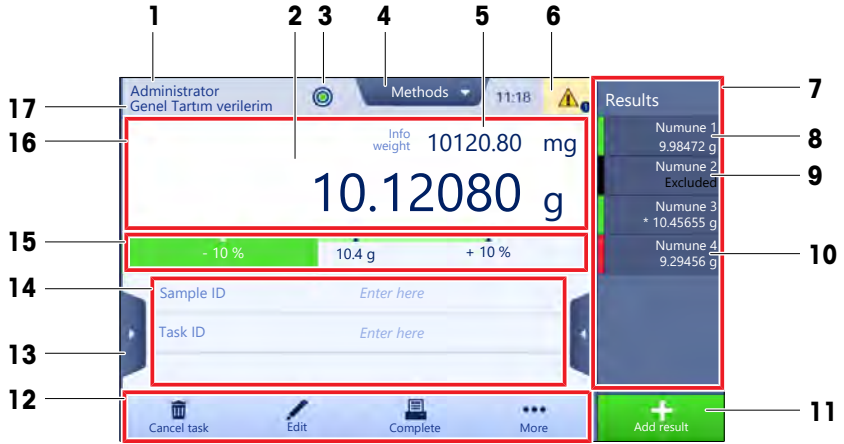 1
2
3
4
5
6
Administrator
Genel Tartım verilerim
Methods
11:18
17
16
Info
weight
10120.80 mg
10.12080 g
15
- 10 %
10.4 g
+ 10 %
14
Sample ID
Enter here
Task ID
Enter here
13
12
Cancel task
Edit
Complete
More
Results
7
Numune 1
9.98472 g
8
Numune 2
Excluded
9
Numune 3
* 10.45655 g
Numune 4
9.29456 g
10
Add result
11